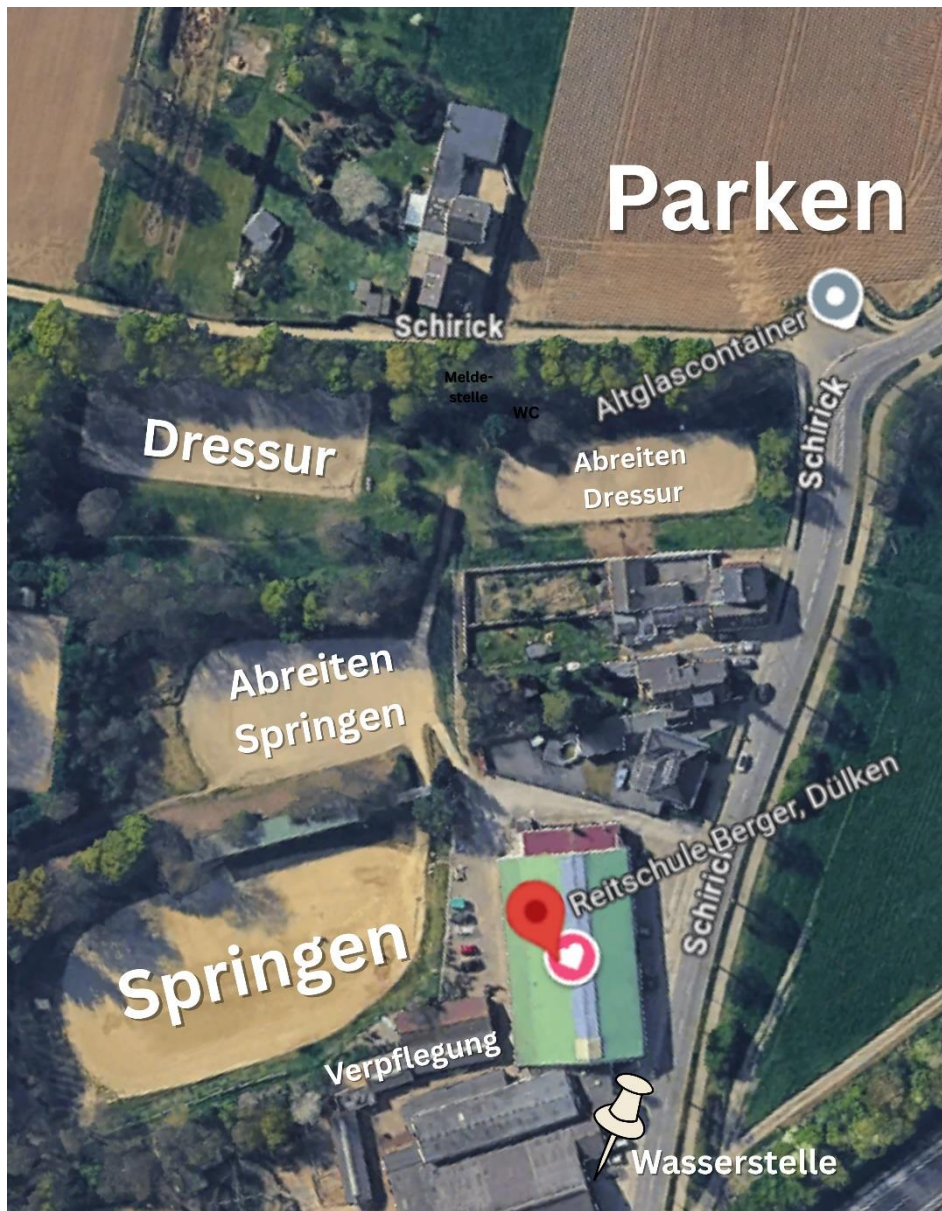 Parken
Schirick
Altglascontainer
Melde-
stelle
WC
Schirick
Dressur
Abreiten
Dressur
Abreiten
Springen
Reitschule Berger, Dülken
Schirick
Springen
Verpflegung
Wasserstelle